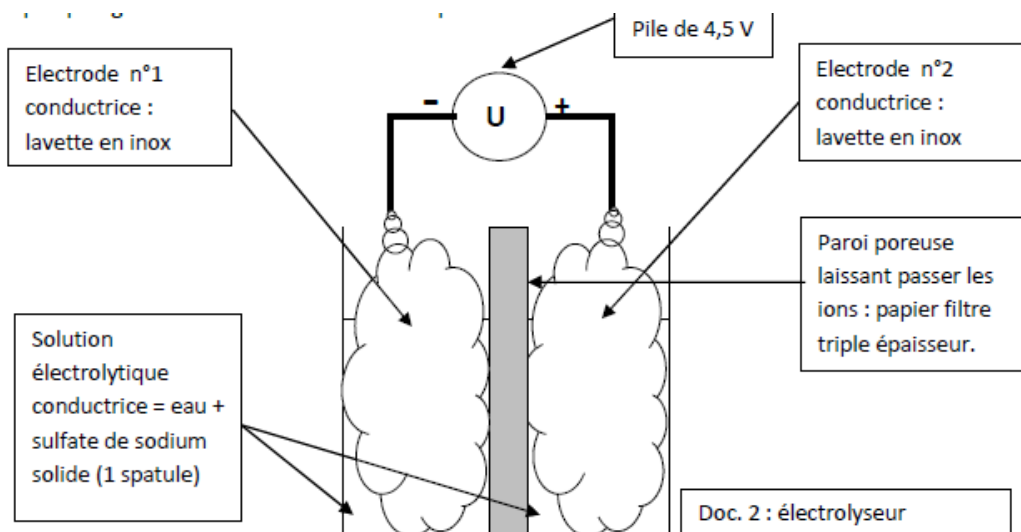 Pile de 4,5 V
Electrode n°1
conductrice :
lavette en inox
Electrode n°2
conductrice :
lavette en inox
- U +
Paroi poreuse
laissant passer les
ions : papier filtre
triple épaisseur.
Solution
électrolytique
conductrice = eau +
sulfate de sodium
solide (1 spatule)
Doc. 2 : électrolyseur